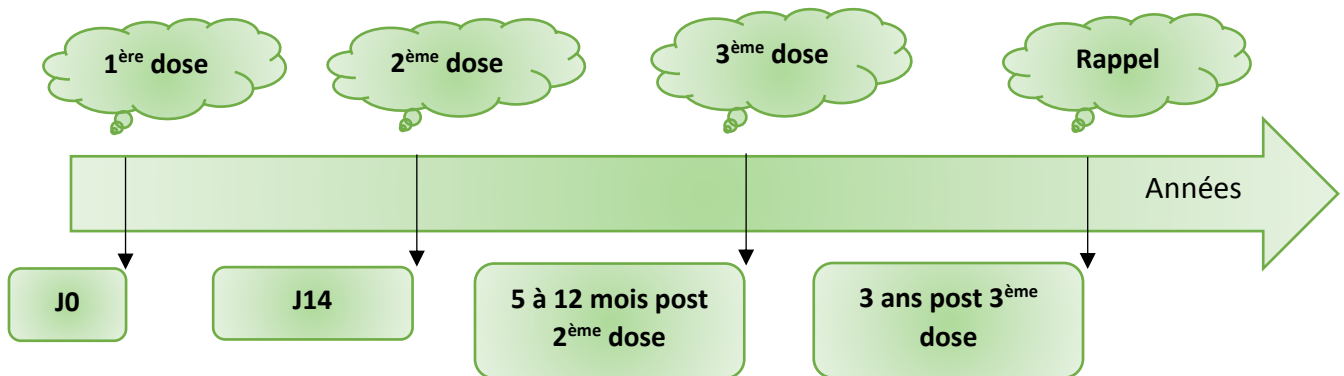 1ère dose
2ème dose
3ème dose
Rappel
Années
J0
J14
5 à 12 mois post
2ème dose
3 ans post 3ème
dose